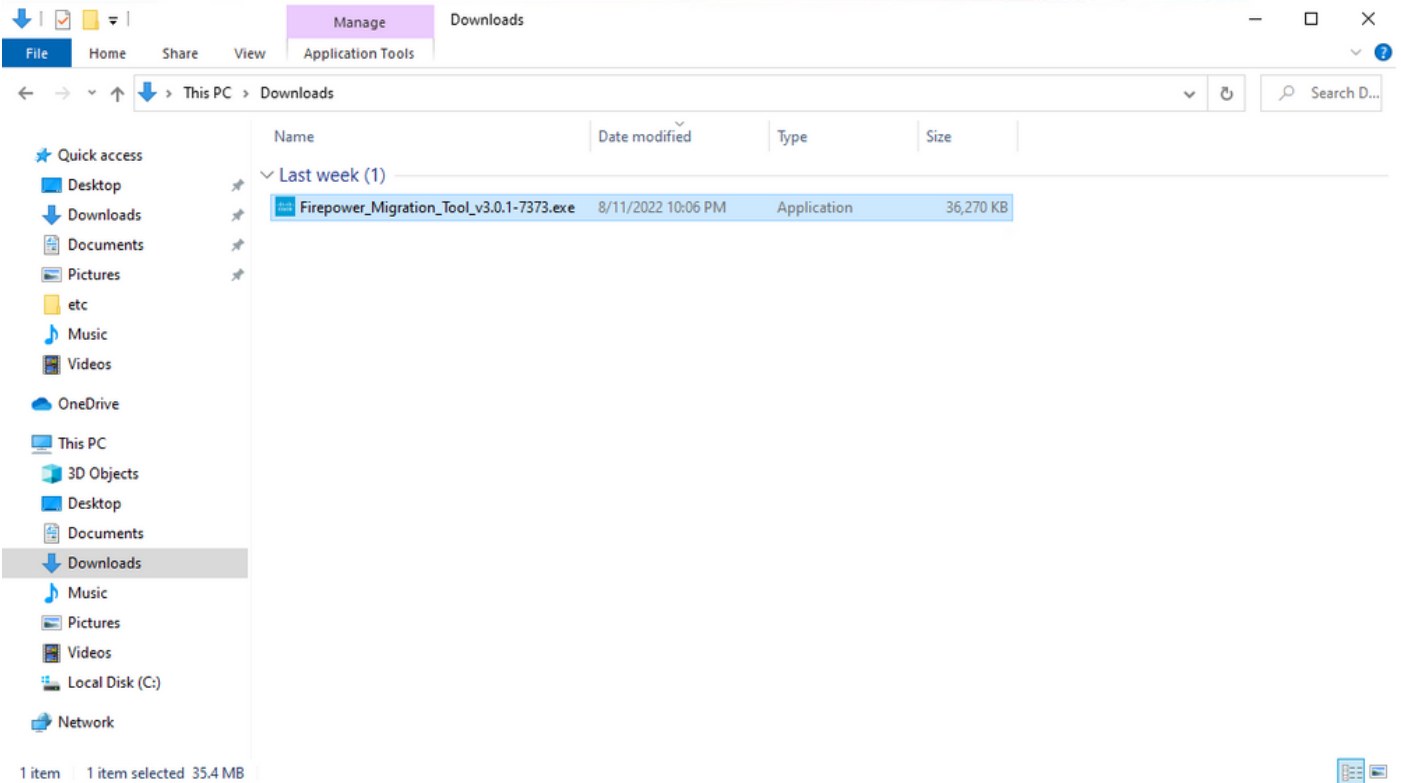 Manage Downloads
File Home Share View Application Tools
This PC Downloads Search D...
Name Date modified Type Size
Quick access
Last week (1)
Desktop
Firepower_Migration_Tool_v3.0.1-7373.exe 8/11/2022 10:06 PM Application 36,270 KB
Downloads
Documents
Pictures
etc
Music
Videos
OneDrive
This PC
3D Objects
Desktop
Documents
Downloads
Music
Pictures
Videos
Local Disk (C:)
Network
1 item 1 item selected 35.4 MB